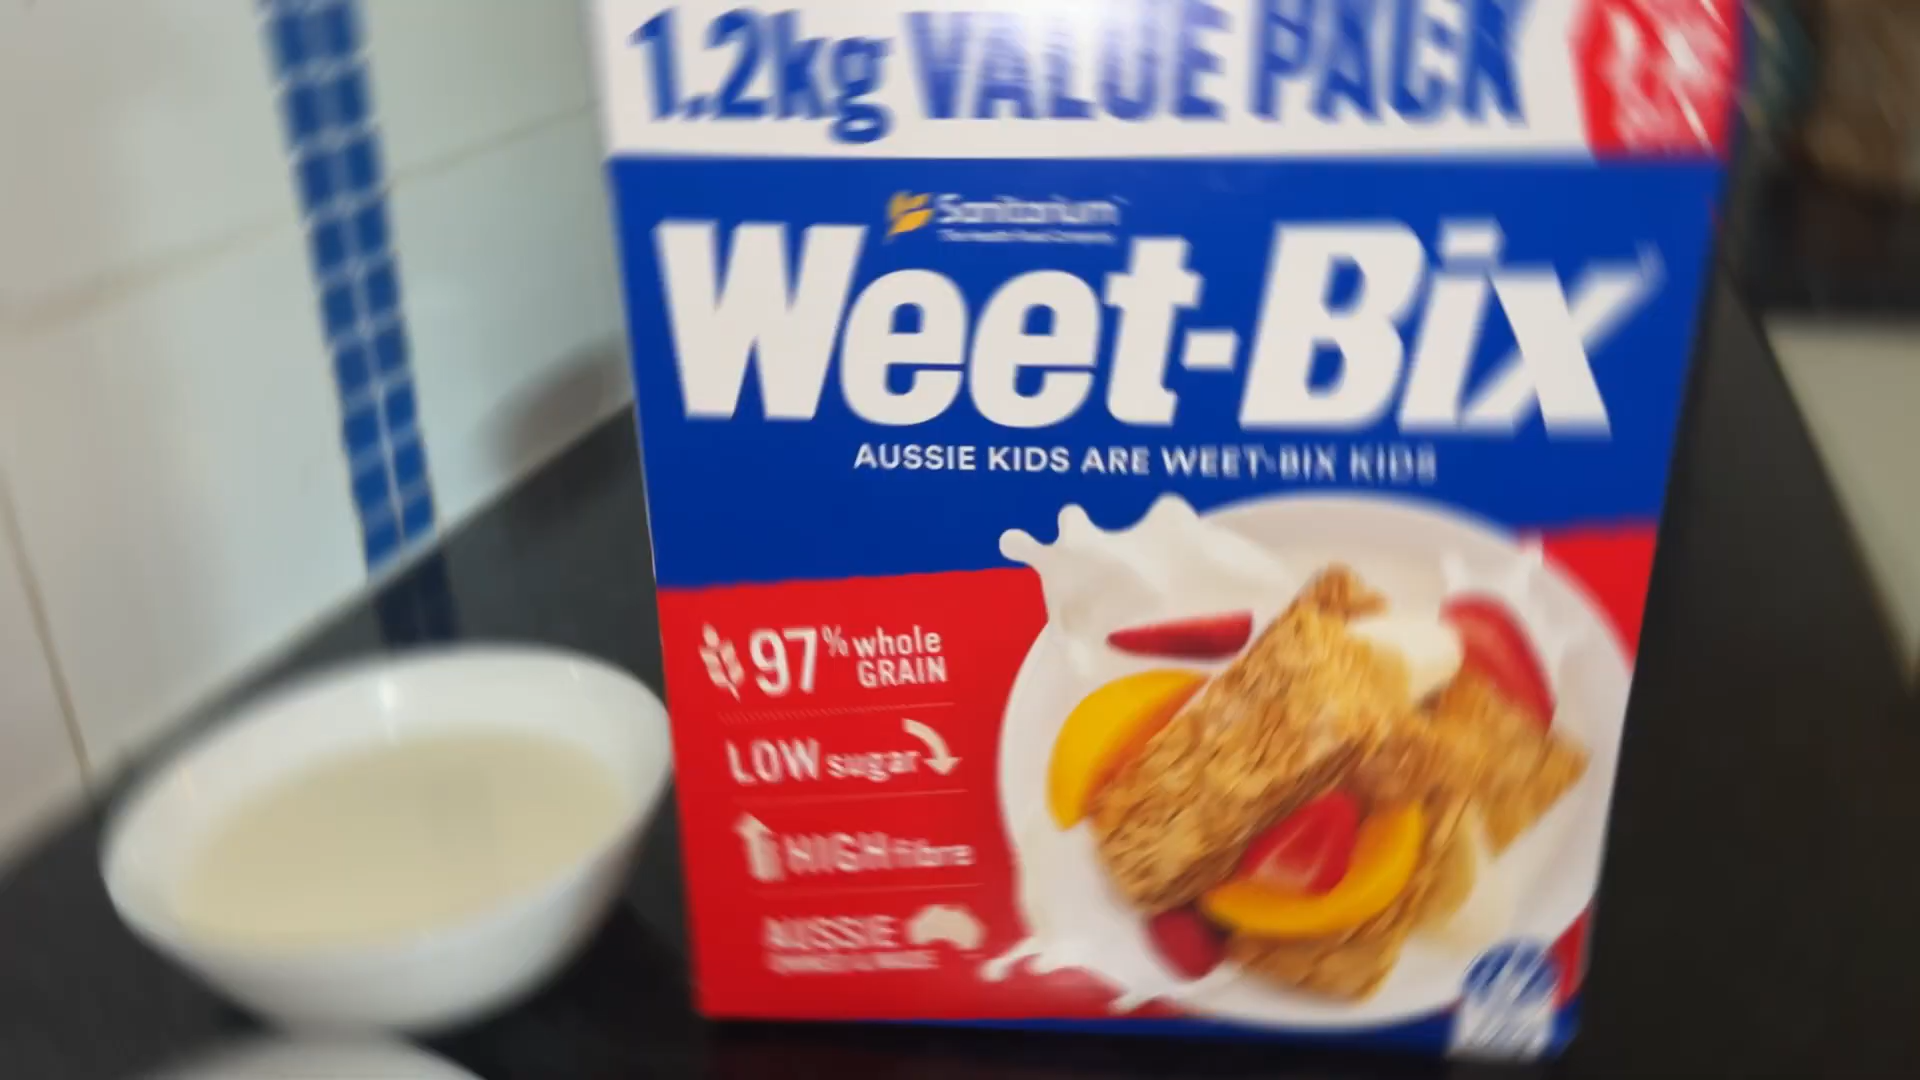 1.2kg VALUE PACK
Sanitarium
Weet-Bix
AUSSIE KIDS ARE WEET-BIX KIDS
97% whole
GRAIN
LOW sugar
HIGH fibre
AUSSIE